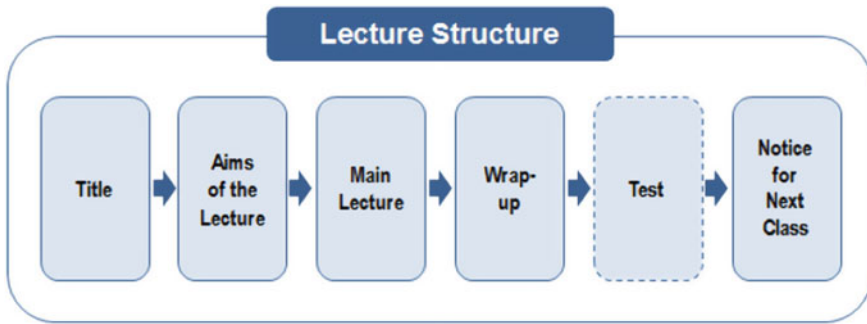 Lecture Structure
Title
Aims
of the
Lecture
Main
Lecture
Wrap-
up
Test
Notice
for
Next
Class